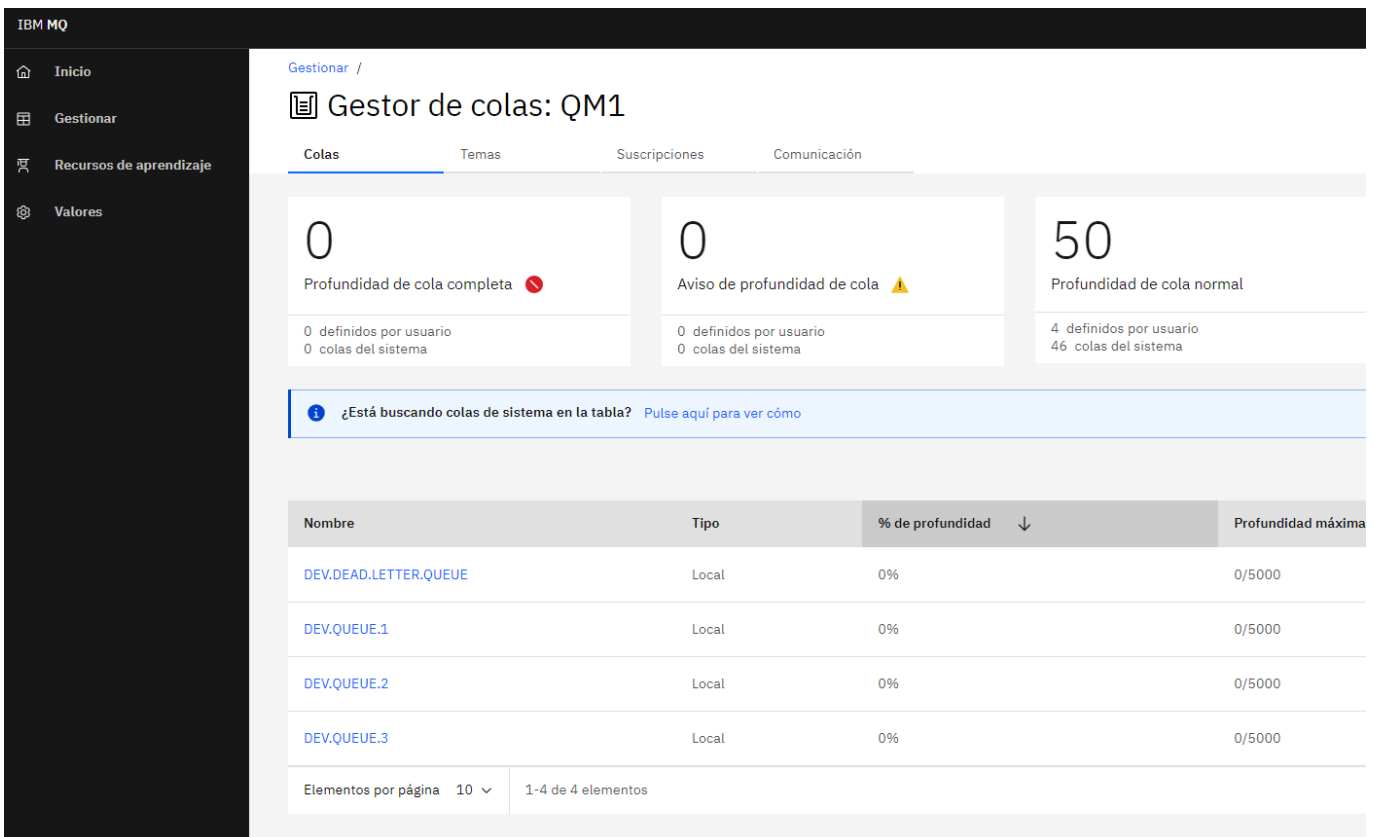 IBM MQ
Inicio
Gestionar
Recursos de aprendizaje
Valores
Gestionar /
Gestor de colas: QM1
Colas Temas Suscripciones Comunicación
0
Profundidad de cola completa
0 definidos por usuario
0 colas del sistema
0
Aviso de profundidad de cola
0 definidos por usuario
0 colas del sistema
50
Profundidad de cola normal
4 definidos por usuario
46 colas del sistema
¿Está buscando colas de sistema en la tabla? Pulse aquí para ver cómo
Nombre Tipo % de profundidad Profundidad máxima
DEV.DEAD.LETTER.QUEUE Local 0% 0/5000
DEV.QUEUE.1 Local 0% 0/5000
DEV.QUEUE.2 Local 0% 0/5000
DEV.QUEUE.3 Local 0% 0/5000
Elementos por página 10 1-4 de 4 elementos